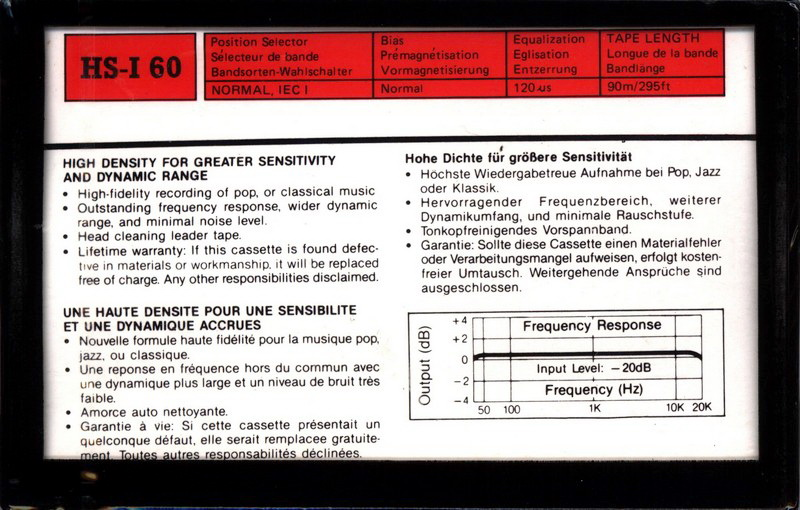 HS-I 60
Position Selector
Sélecteur de bande
Bandsorten-Wahlschalter
NORMAL, IEC I
Bias
Prémagnétisation
Vormagnetisierung
Normal
Equalization
Eglisation
Entzerrung
120 us
TAPE LENGTH
Longue de la bande
Bandlänge
90m/295ft
HIGH DENSITY FOR GREATER SENSITIVITY
AND DYNAMIC RANGE
• High-fidelity recording of pop, or classical music
• Outstanding frequency response, wider dynamic
range, and minimal noise level.
• Head cleaning leader tape.
• Lifetime warranty: If this cassette is found defec-
tive in materials or workmanship, it will be replaced
free of charge. Any other responsibilities disclaimed.
UNE HAUTE DENSITE POUR UNE SENSIBILITE
ET UNE DYNAMIQUE ACCRUES
• Nouvelle formule haute fidélité pour la musique pop,
jazz, ou classique.
• Une reponse en fréquence hors du commun avec
une dynamique plus large et un niveau de bruit très
faible.
• Amorce auto nettoyante.
• Garantie à vie: Si cette cassette présentait un
quelconque défaut, elle serait remplacee gratuite-
ment. Toutes autres responsabilités déclinées.
Hohe Dichte für größere Sensitivität
• Höchste Wiedergabetreue Aufnahme bei Pop, Jazz
oder Klassik.
• Hervorragender Frequenzbereich, weiterer
Dynamikumfang, und minimale Rauschstufe.
• Tonkopfreinigendes Vorspannband.
• Garantie: Sollte diese Cassette einen Materialfehler
oder Verarbeitungsmangel aufweisen, erfolgt kosten-
freier Umtausch. Weitergehende Ansprüche sind
ausgeschlossen.
Frequency Response
Output (dB)
+4
+2
0
-2
-4
Input Level: -20dB
Frequency (Hz)
50 100 1K 10K 20K